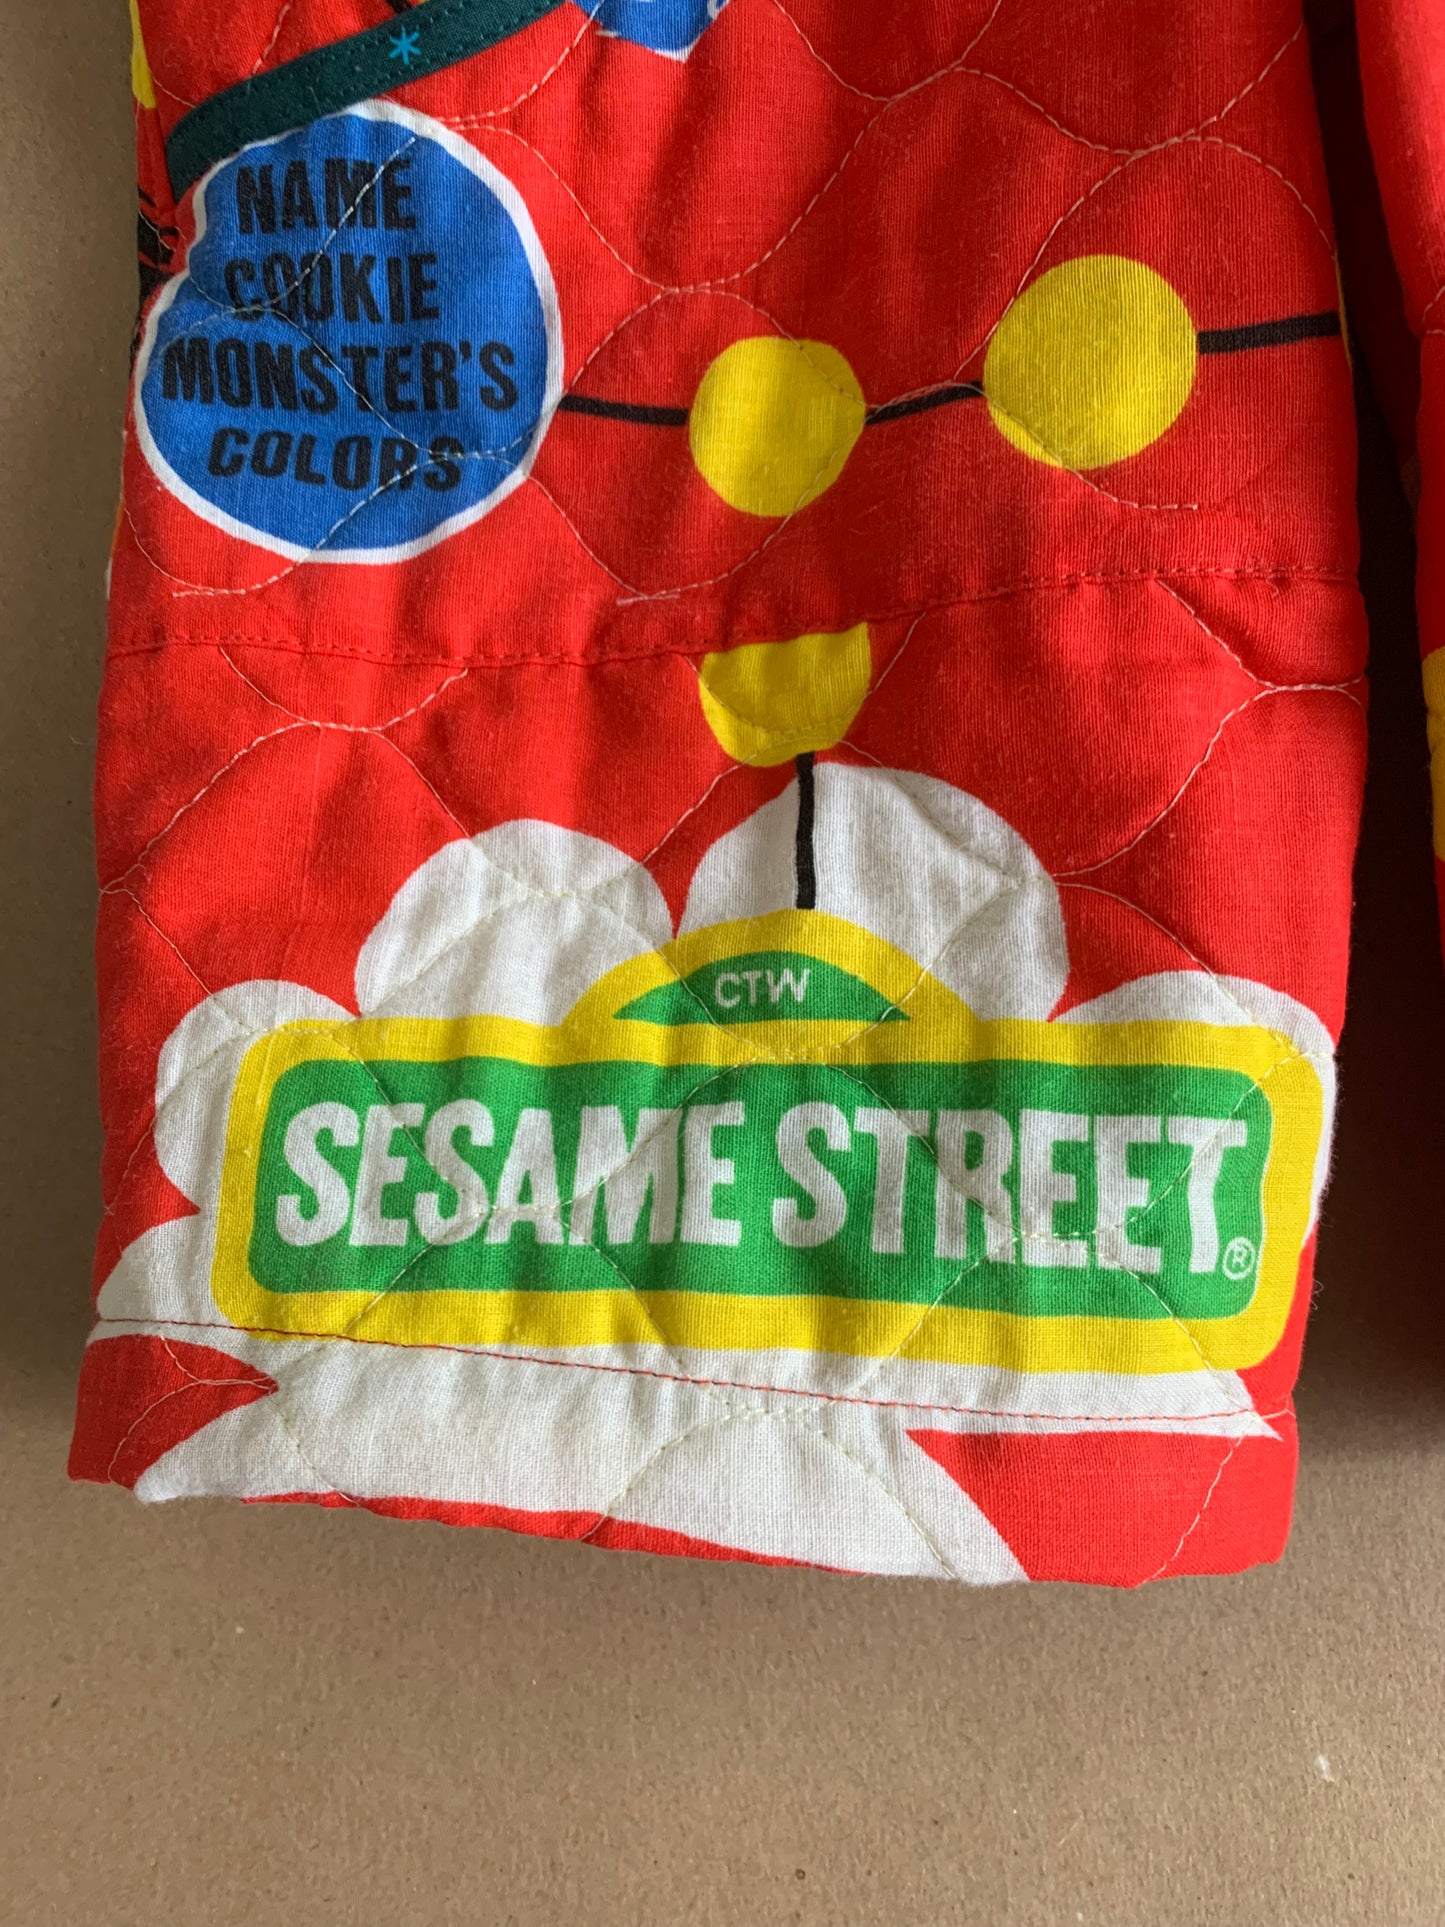 NAME
COOKIE
MONSTER'S
COLORS
CTW
SESAME STREET®